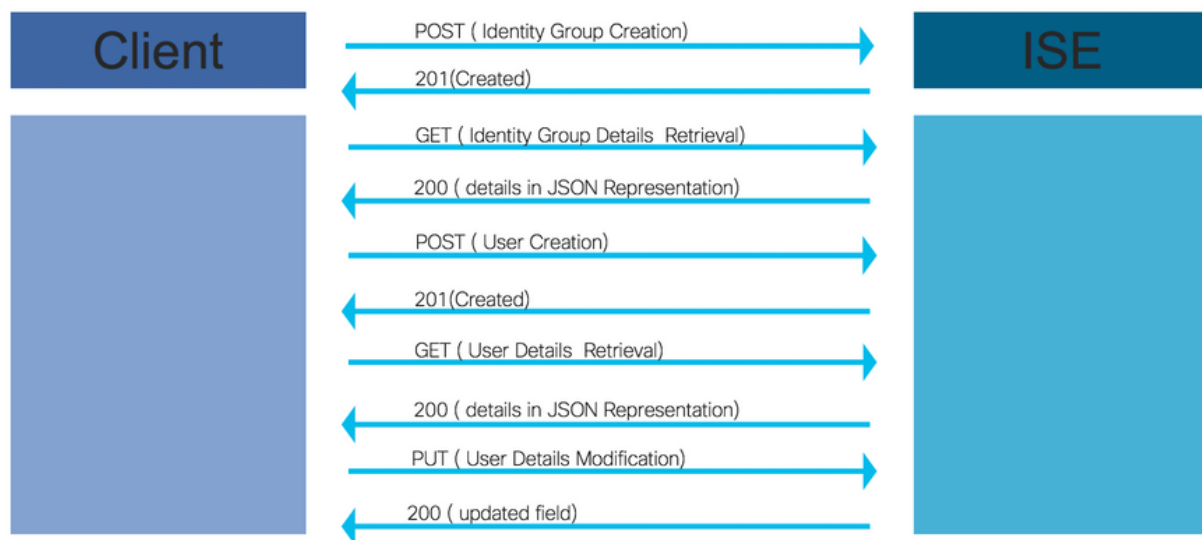 Client
ISE
POST ( Identity Group Creation)
201(Created)
GET ( Identity Group Details Retrieval)
200 ( details in JSON Representation)
POST ( User Creation)
201(Created)
GET ( User Details Retrieval)
200 ( details in JSON Representation)
PUT ( User Details Modification)
200 ( updated field)